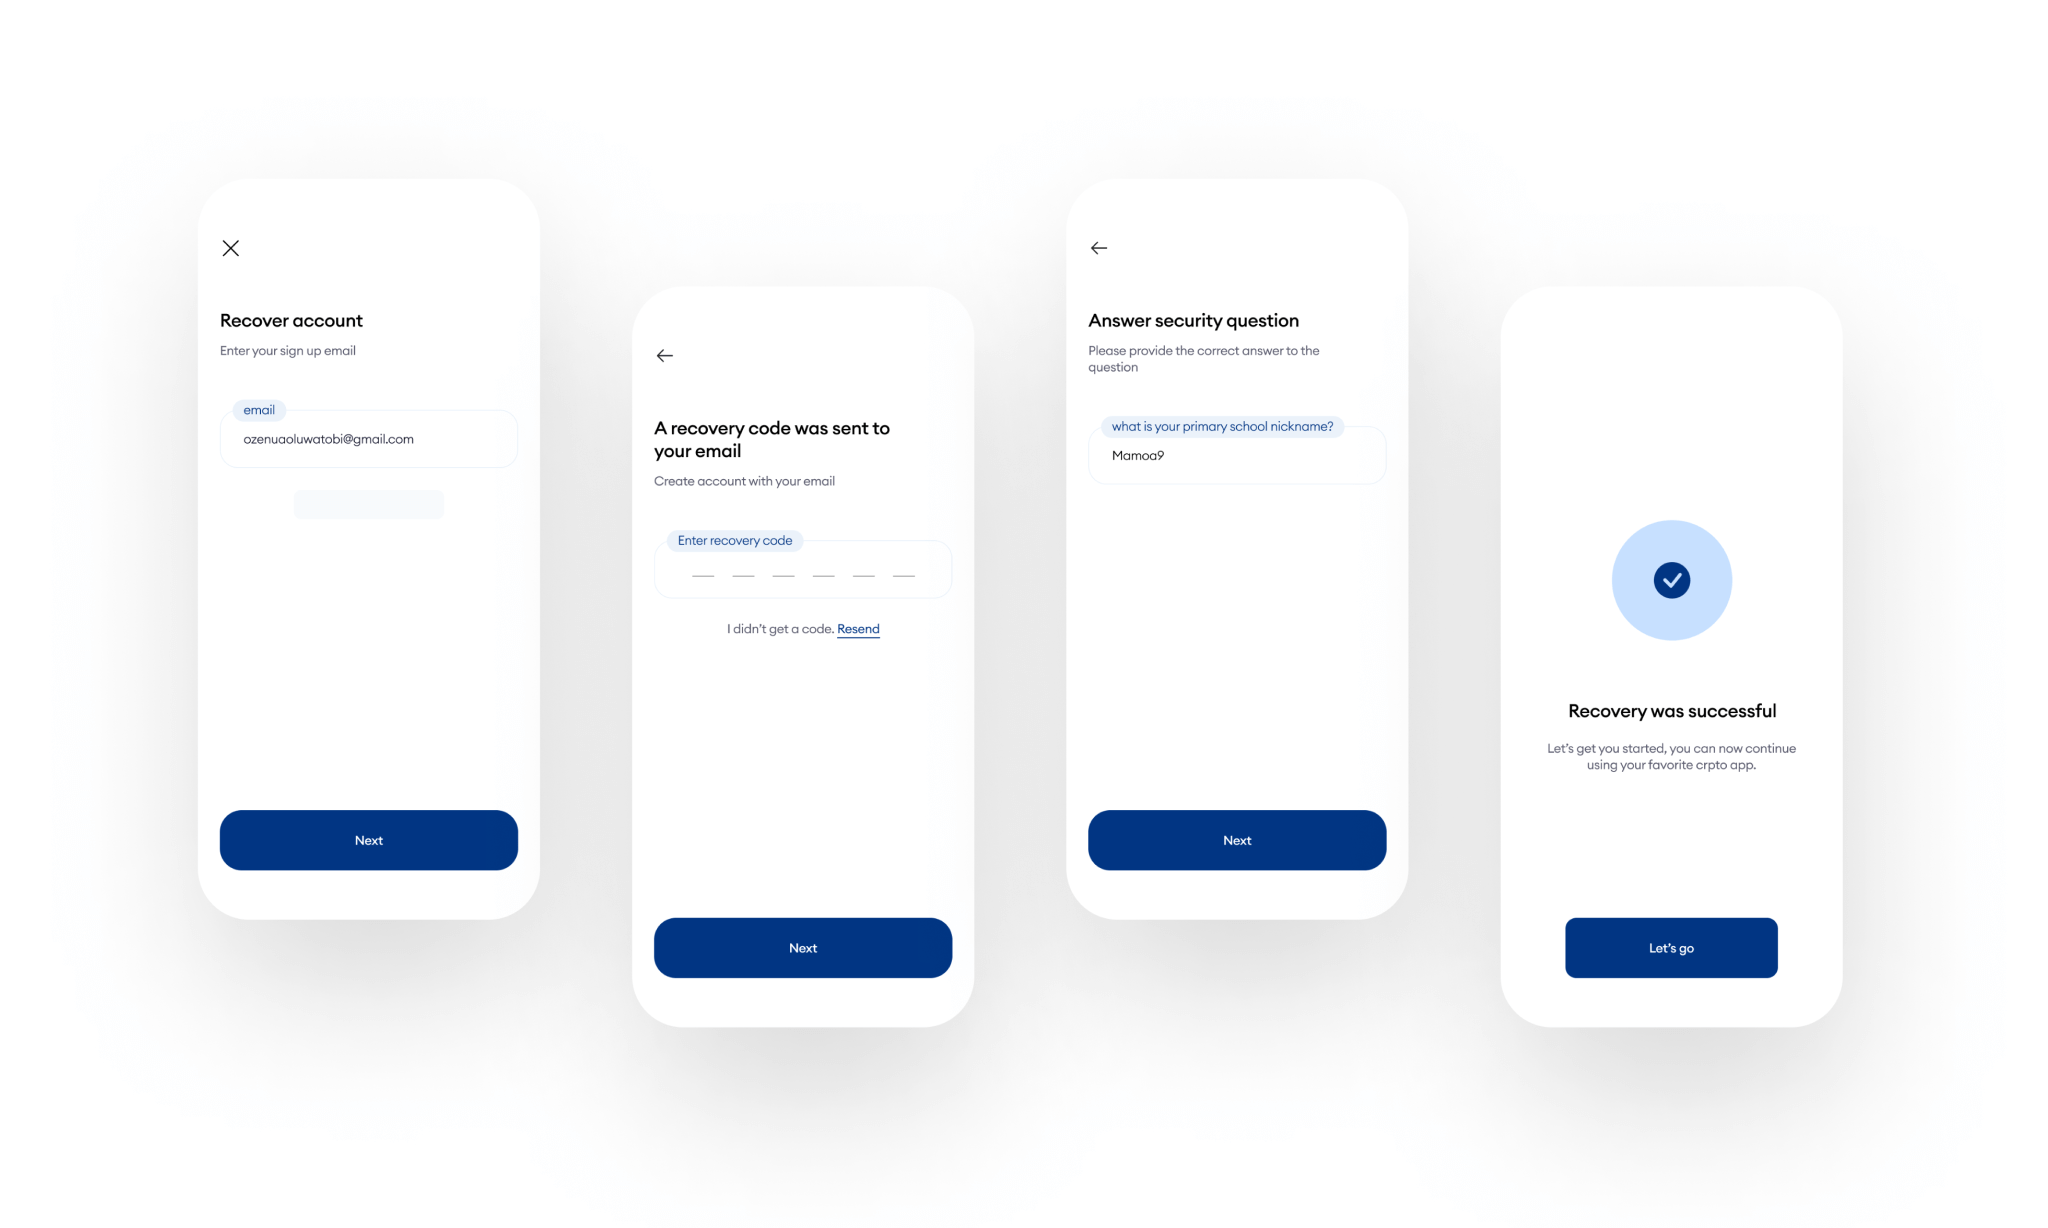 Recover account
Enter your sign up email
email
ozenuaoluwatobi@gmail.com
Next
A recovery code was sent to
your email
Create account with your email
Enter recovery code
I didn't get a code. Resend
Next
Answer security question
Please provide the correct answer to the
question
what is your primary school nickname?
Mamoa9
Next
Recovery was successful
Let's get you started, you can now continue
using your favorite crpto app.
Let's go